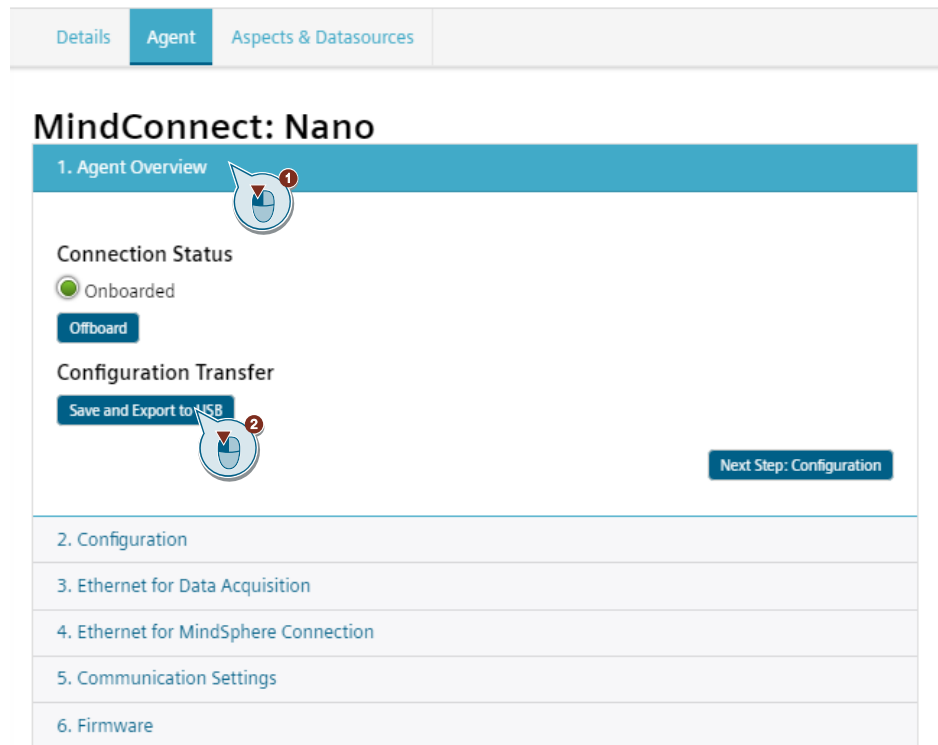 Details Agent Aspects & Datasources
MindConnect: Nano
1. Agent Overview
1
Connection Status
Onboarded
Offboard
Configuration Transfer
Save and Export to USB
2
Next Step: Configuration
2. Configuration
3. Ethernet for Data Acquisition
4. Ethernet for MindSphere Connection
5. Communication Settings
6. Firmware